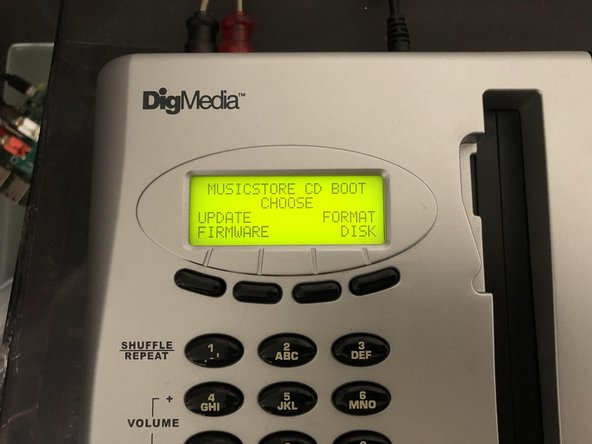 DigMedia™
MUSICSTORE CD BOOT
CHOOSE
UPDATE FORMAT
FIRMWARE DISK
SHUFFLE
REPEAT
1
2
ABC
3
DEF
VOLUME
+
4
GHI
5
JKL
6
MNO